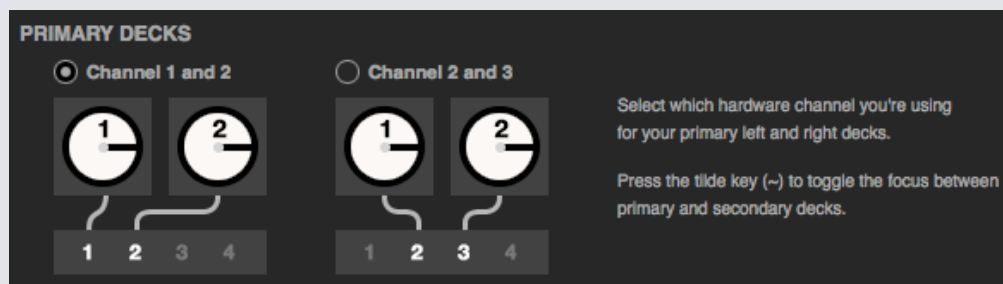 PRIMARY DECKS
Channel 1 and 2
Channel 2 and 3
1
2
1
2
1 2 3 4
1 2 3 4
Select which hardware channel you're using
for your primary left and right decks.
Press the tilde key (~) to toggle the focus between
primary and secondary decks.